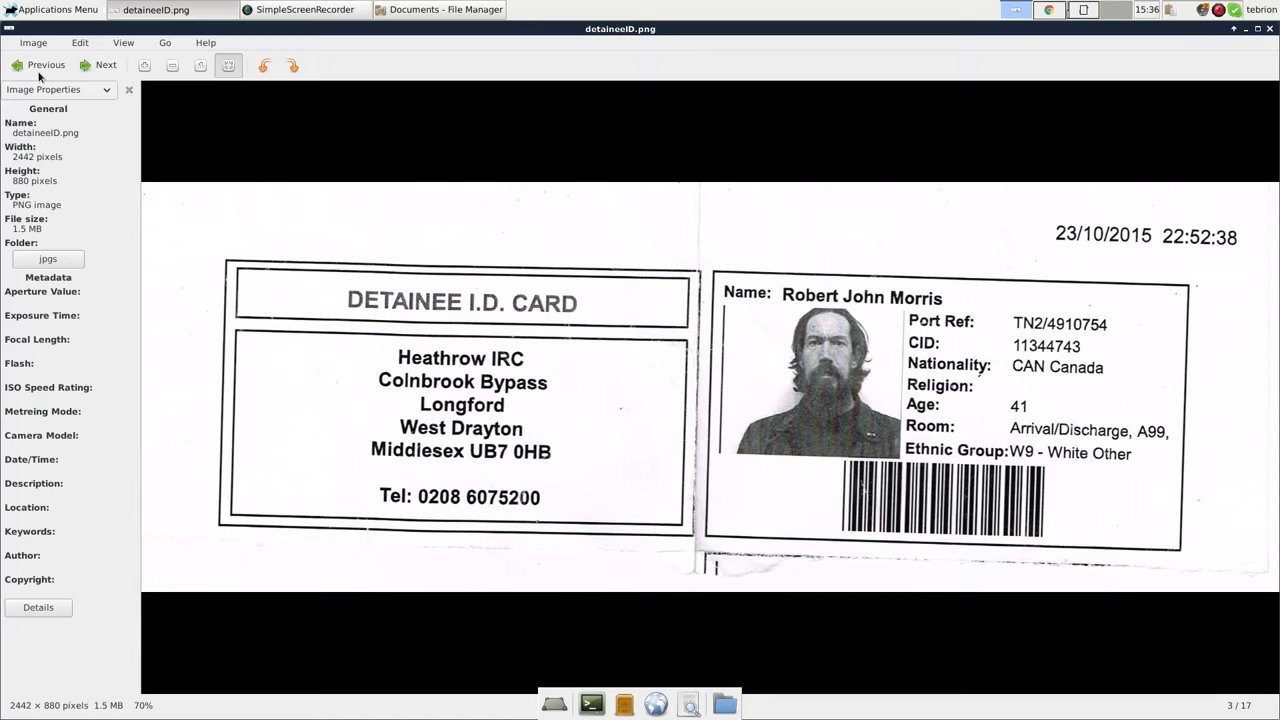 Applications Menu
detaineeID.png
SimpleScreenRecorder
Documents - File Manager
15:36
tebrion
detaineeID.png
Image Edit View Go Help
Previous Next
Image Properties
General
Name:
detaineeID.png
Width:
2442 pixels
Height:
880 pixels
Type:
PNG image
File size:
1.5 MB
Folder:
jpgs
Metadata
Aperture Value:
Exposure Time:
Focal Length:
Flash:
ISO Speed Rating:
Metreing Mode:
Camera Model:
Date/Time:
Description:
Location:
Keywords:
Author:
Copyright:
Details
DETAINEE I.D. CARD
Heathrow IRC
Colnbrook Bypass
Longford
West Drayton
Middlesex UB7 0HB
Tel: 0208 6075200
23/10/2015 22:52:38
Name: Robert John Morris
Port Ref: TN2/4910754
CID: 11344743
Nationality: CAN Canada
Religion:
Age: 41
Room: Arrival/Discharge, A99,
Ethnic Group:W9 - White Other
2442 × 880 pixels 1.5 MB 70%
3 / 17